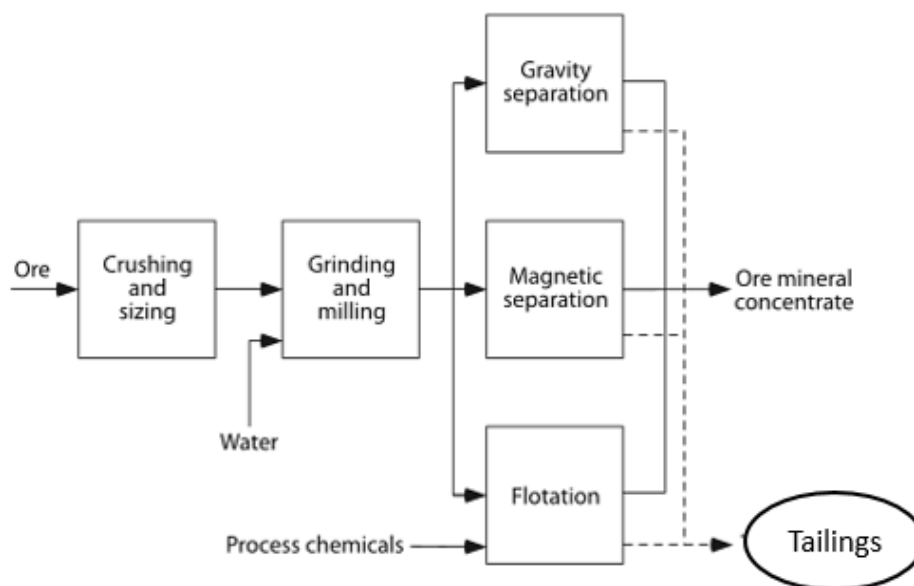 Gravity
separation
Ore
Crushing
and
sizing
Grinding
and
milling
Magnetic
separation
Ore mineral
concentrate
Water
Flotation
Process chemicals
Tailings